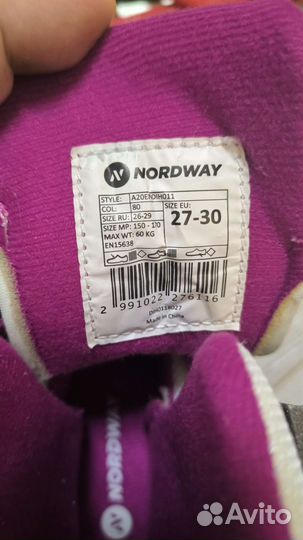 NORDWAY
STYLE: A20ENDIH011
COL: 80 SIZE EU:
SIZE RU: 26-29 27-30
SIZE MP: 150 - 170
MAX WT: 60 KG
EN15638
2 991022 276116
Made in China
NORDWAY
Avito